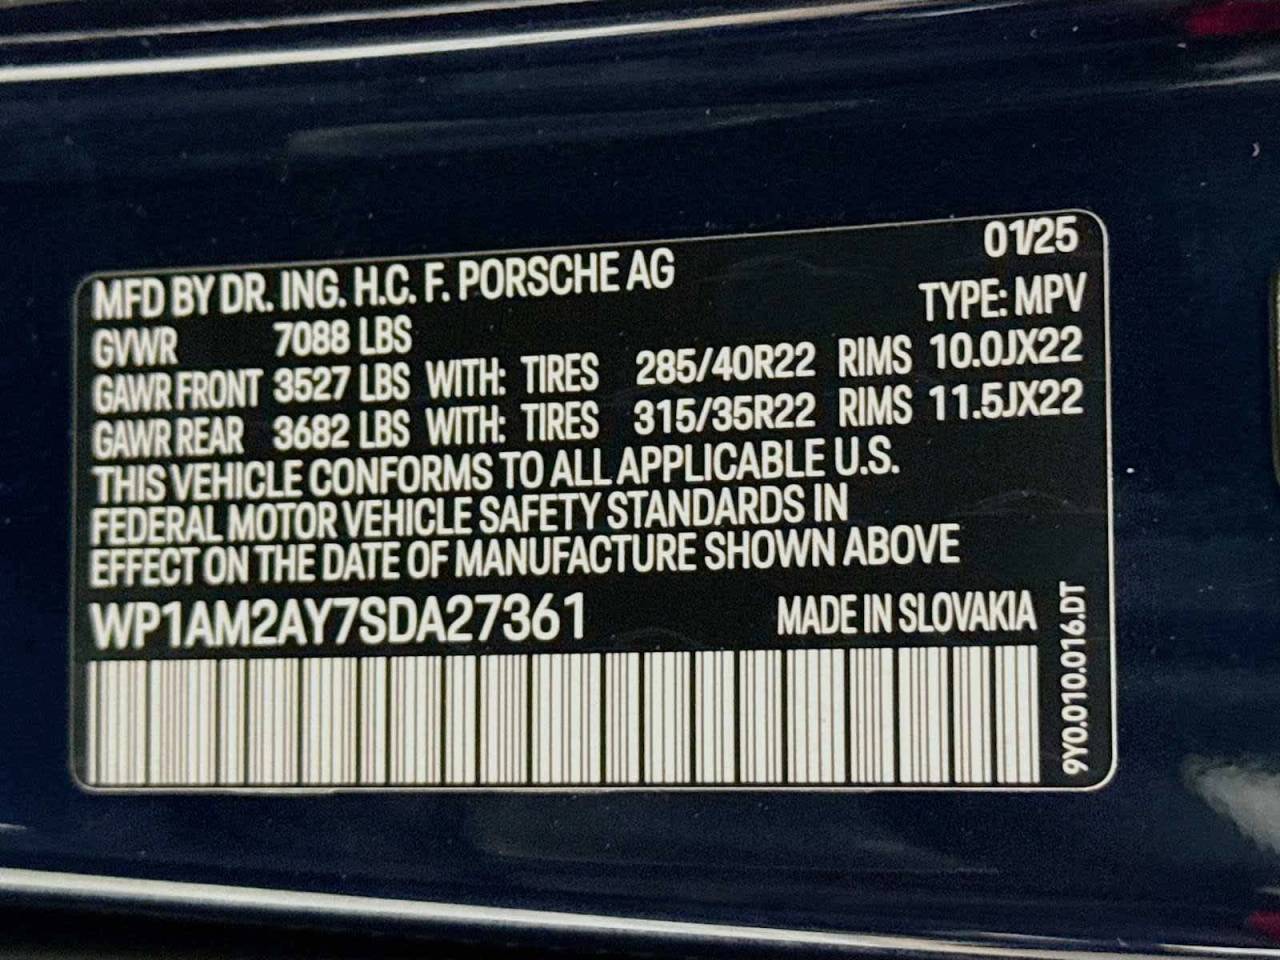 01/25
MFD BY DR. ING. H.C. F. PORSCHE AG
TYPE: MPV
GVWR 7088 LBS
GAWR FRONT 3527 LBS WITH: TIRES 285/40R22 RIMS 10.0JX22
GAWR REAR 3682 LBS WITH: TIRES 315/35R22 RIMS 11.5JX22
THIS VEHICLE CONFORMS TO ALL APPLICABLE U.S.
FEDERAL MOTOR VEHICLE SAFETY STANDARDS IN
EFFECT ON THE DATE OF MANUFACTURE SHOWN ABOVE
WP1AM2AY7SDA27361 MADE IN SLOVAKIA
9Y0.010.016.DT